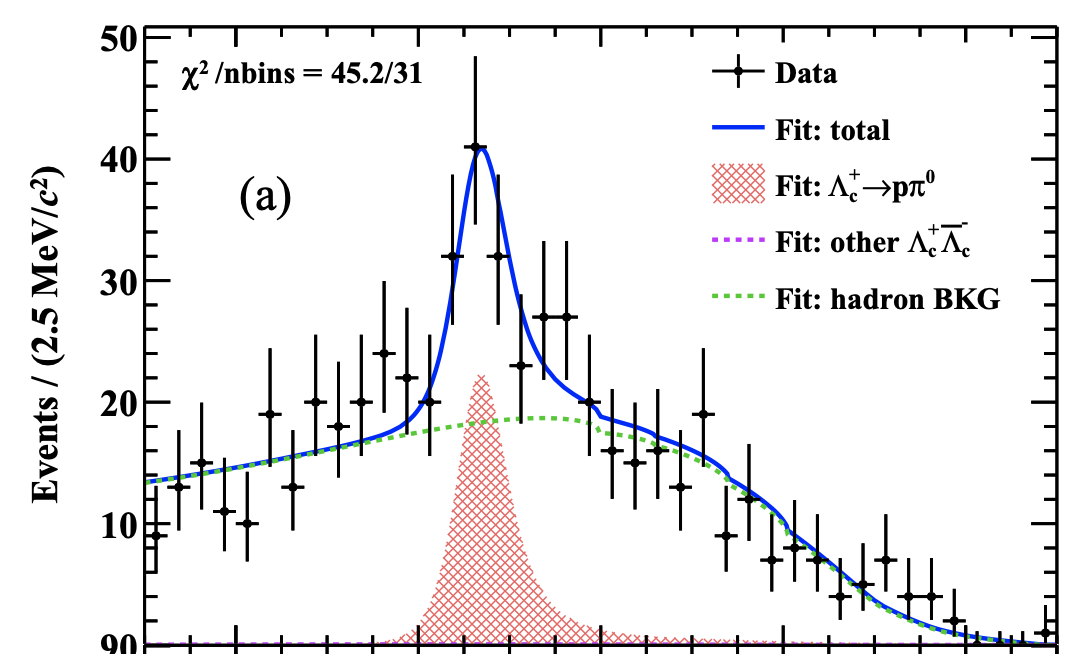 50
40
30
20
10
90
Events / (2.5 MeV/c²)
χ² /nbins = 45.2/31
(a)
Data
Fit: total
Fit: Λc⁺→pπ⁰
Fit: other Λc⁺Λ̅c⁻
Fit: hadron BKG